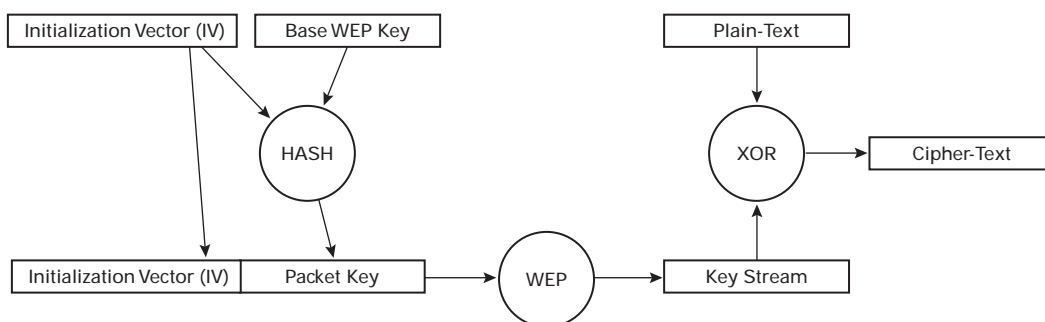 Initialization Vector (IV)
Base WEP Key
Plain-Text
HASH
XOR
Cipher-Text
Initialization Vector (IV)
Packet Key
WEP
Key Stream